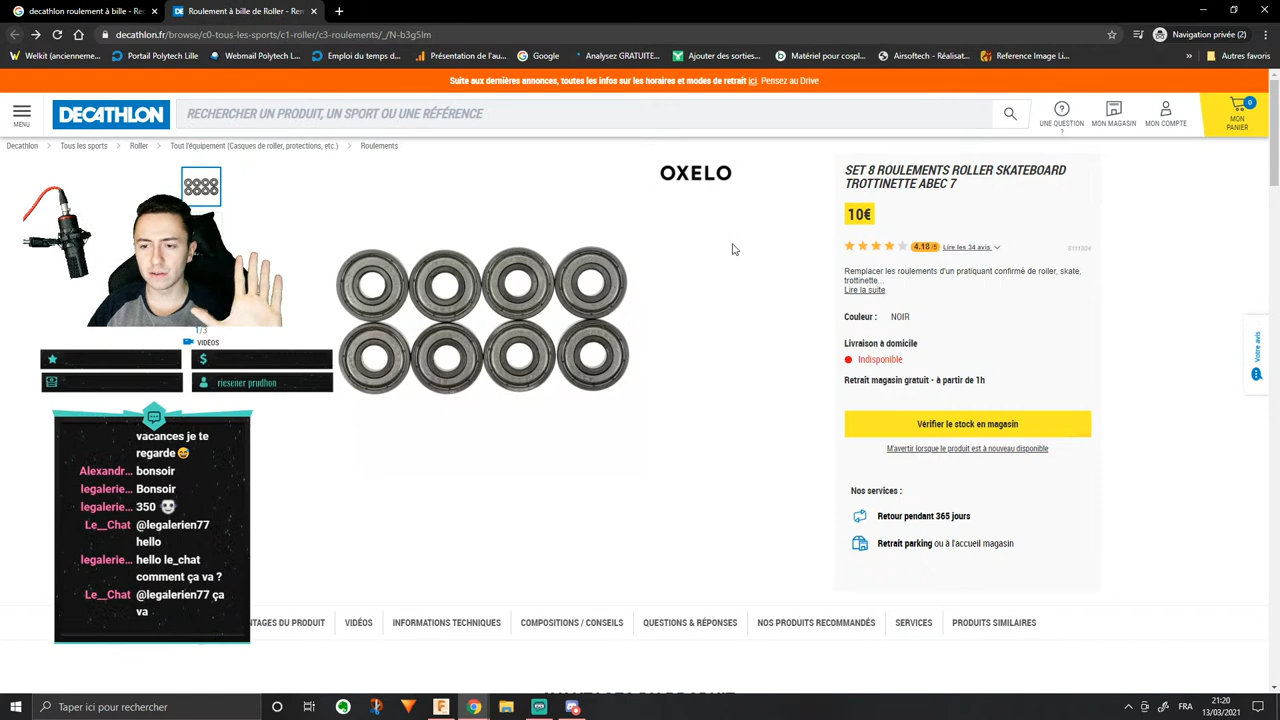 decathlon roulement à bille - Re
Roulements de Roller | Decathlon
decathlon.fr/browse/c0-tous-les-sports/c1-roller/c3-roulements/_/N-b3g5lm
Navigation privée (2)
Welkit (ancienneme...
Portail Polytech Lille
Webmail Polytech L...
Emploi du temps d...
Présentation de l'au...
Google
Analysez GRATUITE...
Ajouter des sorties...
Matériel pour cospl...
Airsoftech - Réalisat...
Reference Image Li...
Autres favoris
Suite aux dernières annonces, toutes les infos sur les horaires et modes de retrait ici. Pensez au Drive
MENU
DECATHLON
RECHERCHER UN PRODUIT, UN SPORT OU UNE RÉFÉRENCE
UNE QUESTION ?
MON MAGASIN
MON COMPTE
0
MON PANIER
Decathlon
Tous les sports
Roller
Tout l'équipement (Casques de roller, protections, etc.)
Roulements
OXELO
SET 8 ROULEMENTS ROLLER SKATEBOARD
TROTTINETTE ABEC 7
10€
4.18 /5
Lire les 34 avis
Remplacer les roulements d'un pratiquant confirmé de roller, skate,
trottinette...
Lire la suite
Couleur : NOIR
Livraison à domicile
Indisponible
Retrait magasin gratuit - à partir de 1h
Vérifier le stock en magasin
M'avertir lorsque le produit est à nouveau disponible
Nos services :
Retour pendant 365 jours
Retrait parking ou à l'accueil magasin
Votre avis
1/3
VIDÉOS
$
riesener prudhon
vacances je te
regarde
Alexandr... bonsoir
legalerie... Bonsoir
legalerie... 350
Le__Chat @legalerien77
hello
legalerie... hello le_chat
comment ça va ?
Le__Chat @legalerien77 ça
va
NTAGES DU PRODUIT
VIDÉOS
INFORMATIONS TECHNIQUES
COMPOSITIONS / CONSEILS
QUESTIONS & RÉPONSES
NOS PRODUITS RECOMMANDÉS
SERVICES
PRODUITS SIMILAIRES
Taper ici pour rechercher
FRA
21:20
13/03/2021